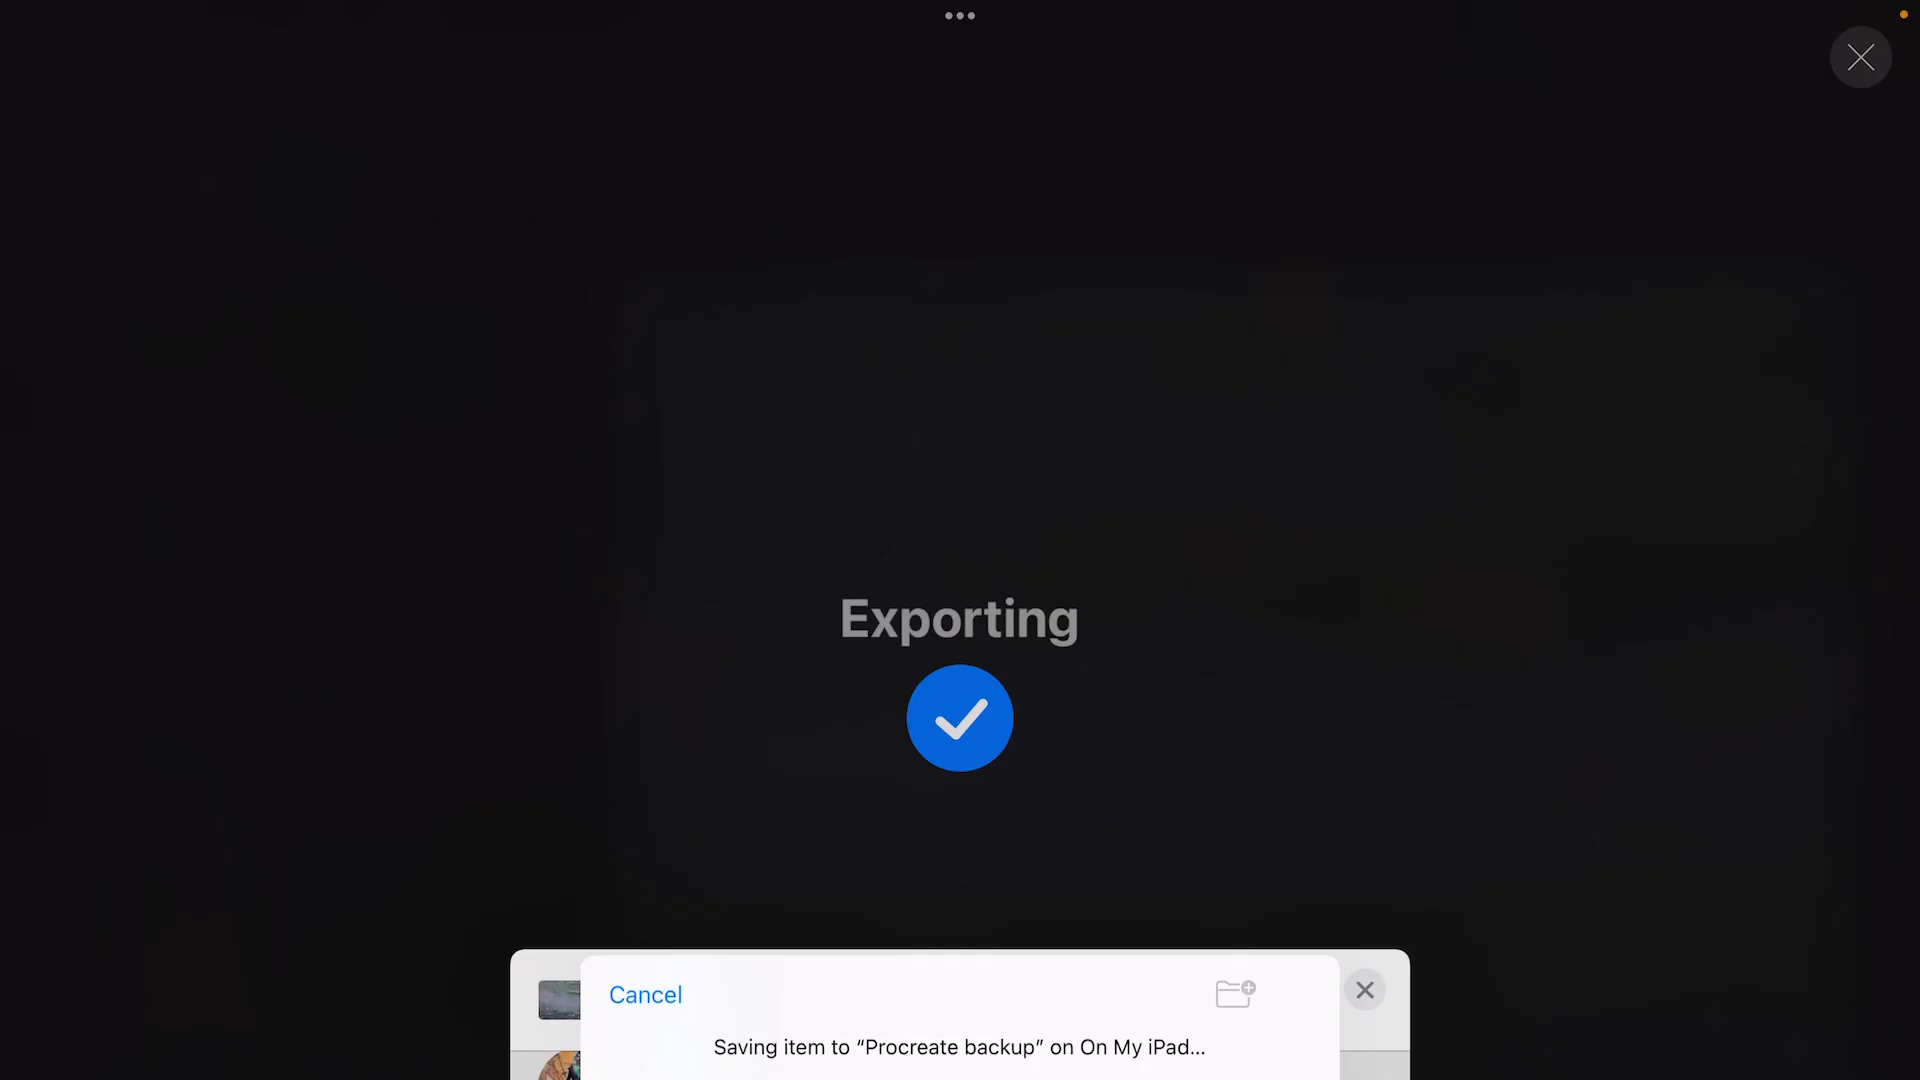 Exporting
Cancel
Saving item to “Procreate backup” on On My iPad...